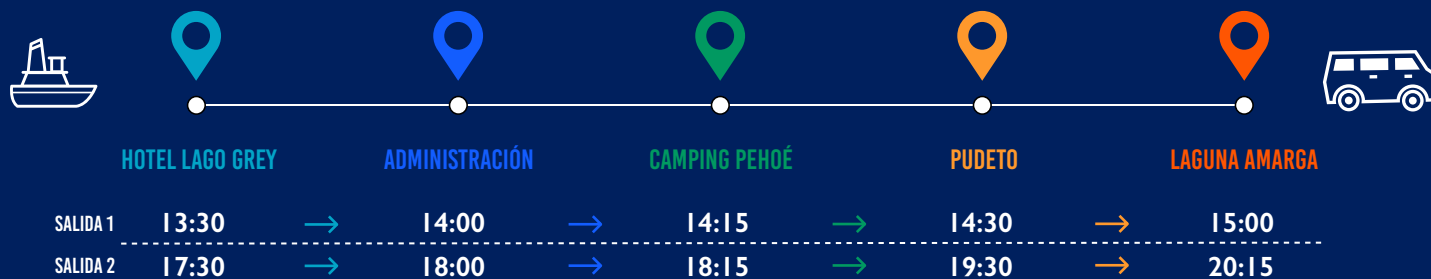 HOTEL LAGO GREY ADMINISTRACIÓN CAMPING PEHOÉ PUDETO LAGUNA AMARGA
SALIDA 1 13:30 → 14:00 → 14:15 → 14:30 → 15:00
SALIDA 2 17:30 → 18:00 → 18:15 → 19:30 → 20:15